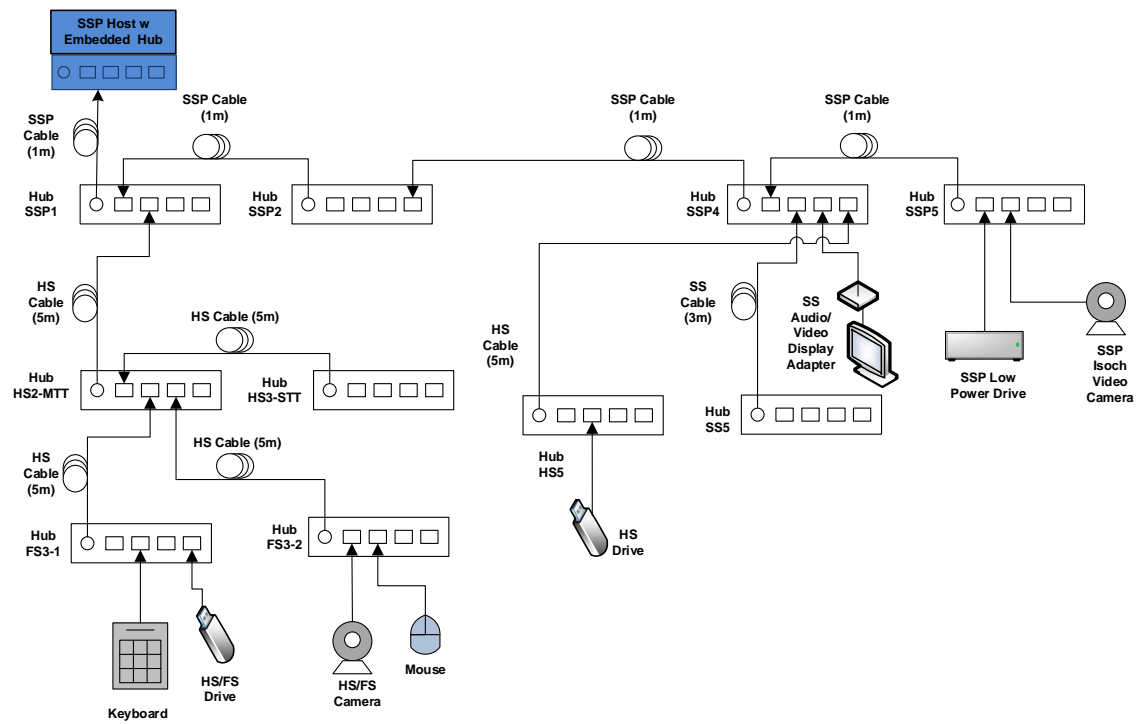 SSP Host w
Embedded Hub
SSP Cable
(1m)
SSP Cable
(1m)
SSP Cable
(1m)
SSP
Cable
(1m)
Hub
SSP1
Hub
SSP2
Hub
SSP4
Hub
SSP5
HS
Cable
(5m)
HS Cable (5m)
HS
Cable
(5m)
SS
Cable
(3m)
SS
Audio/
Video
Display
Adapter
SSP Low
Power Drive
SSP
Isoch
Video
Camera
Hub
HS2-MTT
Hub
HS3-STT
Hub
SS5
HS Cable (5m)
HS
Cable
(5m)
Hub
HS5
HS
Drive
Hub
FS3-1
Hub
FS3-2
Keyboard
HS/FS
Drive
HS/FS
Camera
Mouse